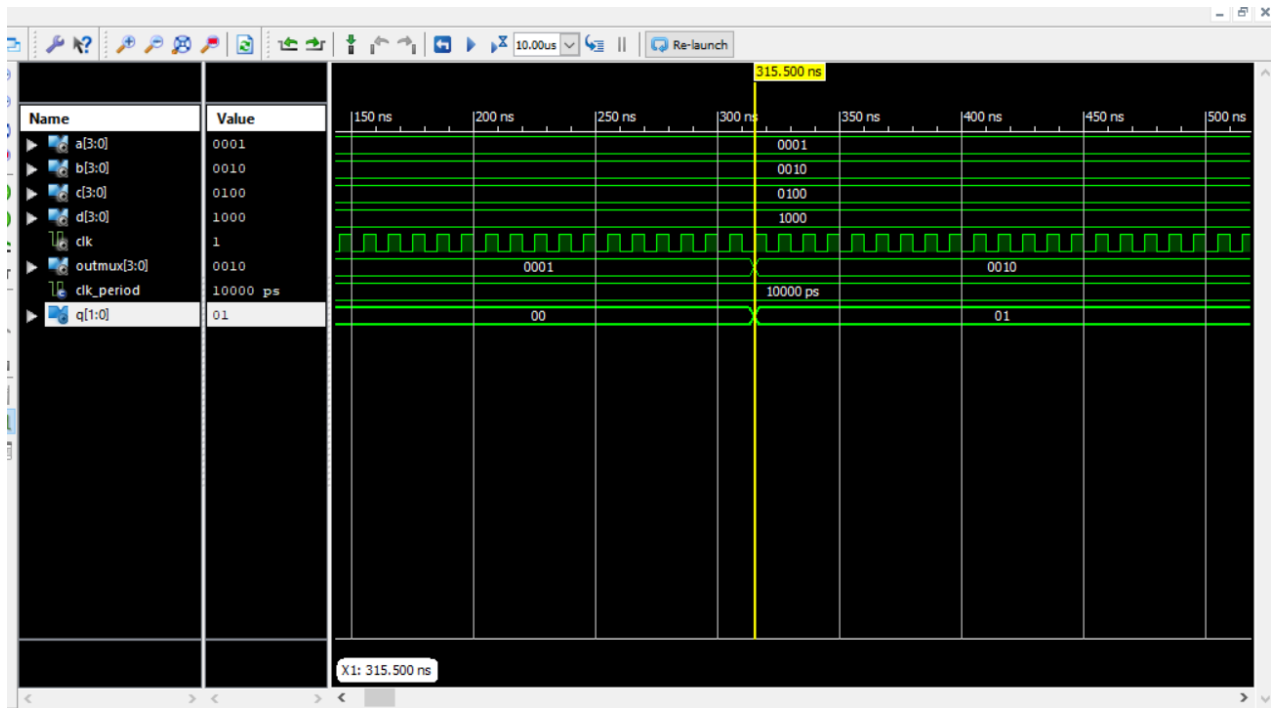 10.00us Re-launch
315.500 ns
Name Value 150 ns 200 ns 250 ns 300 ns 350 ns 400 ns 450 ns 500 ns
a[3:0] 0001 0001
b[3:0] 0010 0010
c[3:0] 0100 0100
d[3:0] 1000 1000
clk 1
outmux[3:0] 0010 0001 0010
clk_period 10000 ps 10000 ps
q[1:0] 01 00 01
X1: 315.500 ns